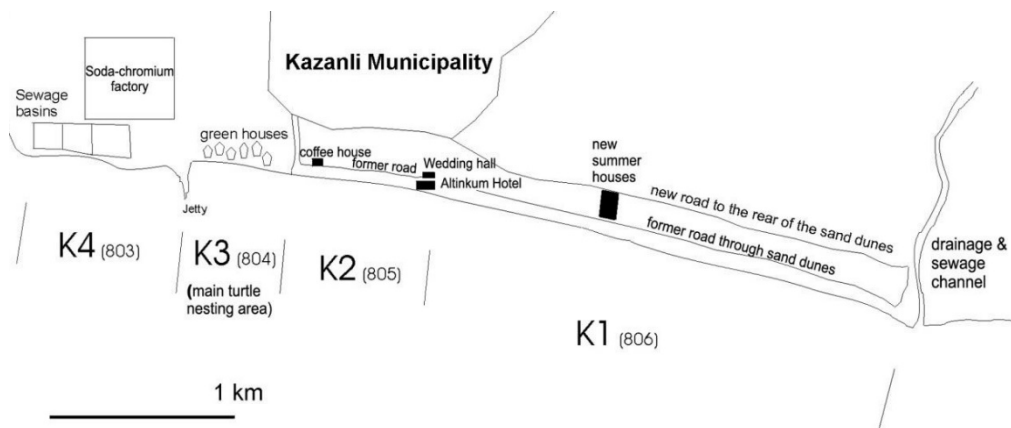 Kazanli Municipality
Soda-chromium
factory
Sewage
basins
green houses
coffee house
former road
Wedding hall
Altinkum Hotel
new
summer
houses
new road to the rear of the sand dunes
former road through sand dunes
drainage &
sewage
channel
Jetty
K4 (803)
K3 (804)
(main turtle
nesting area)
K2 (805)
K1 (806)
1 km